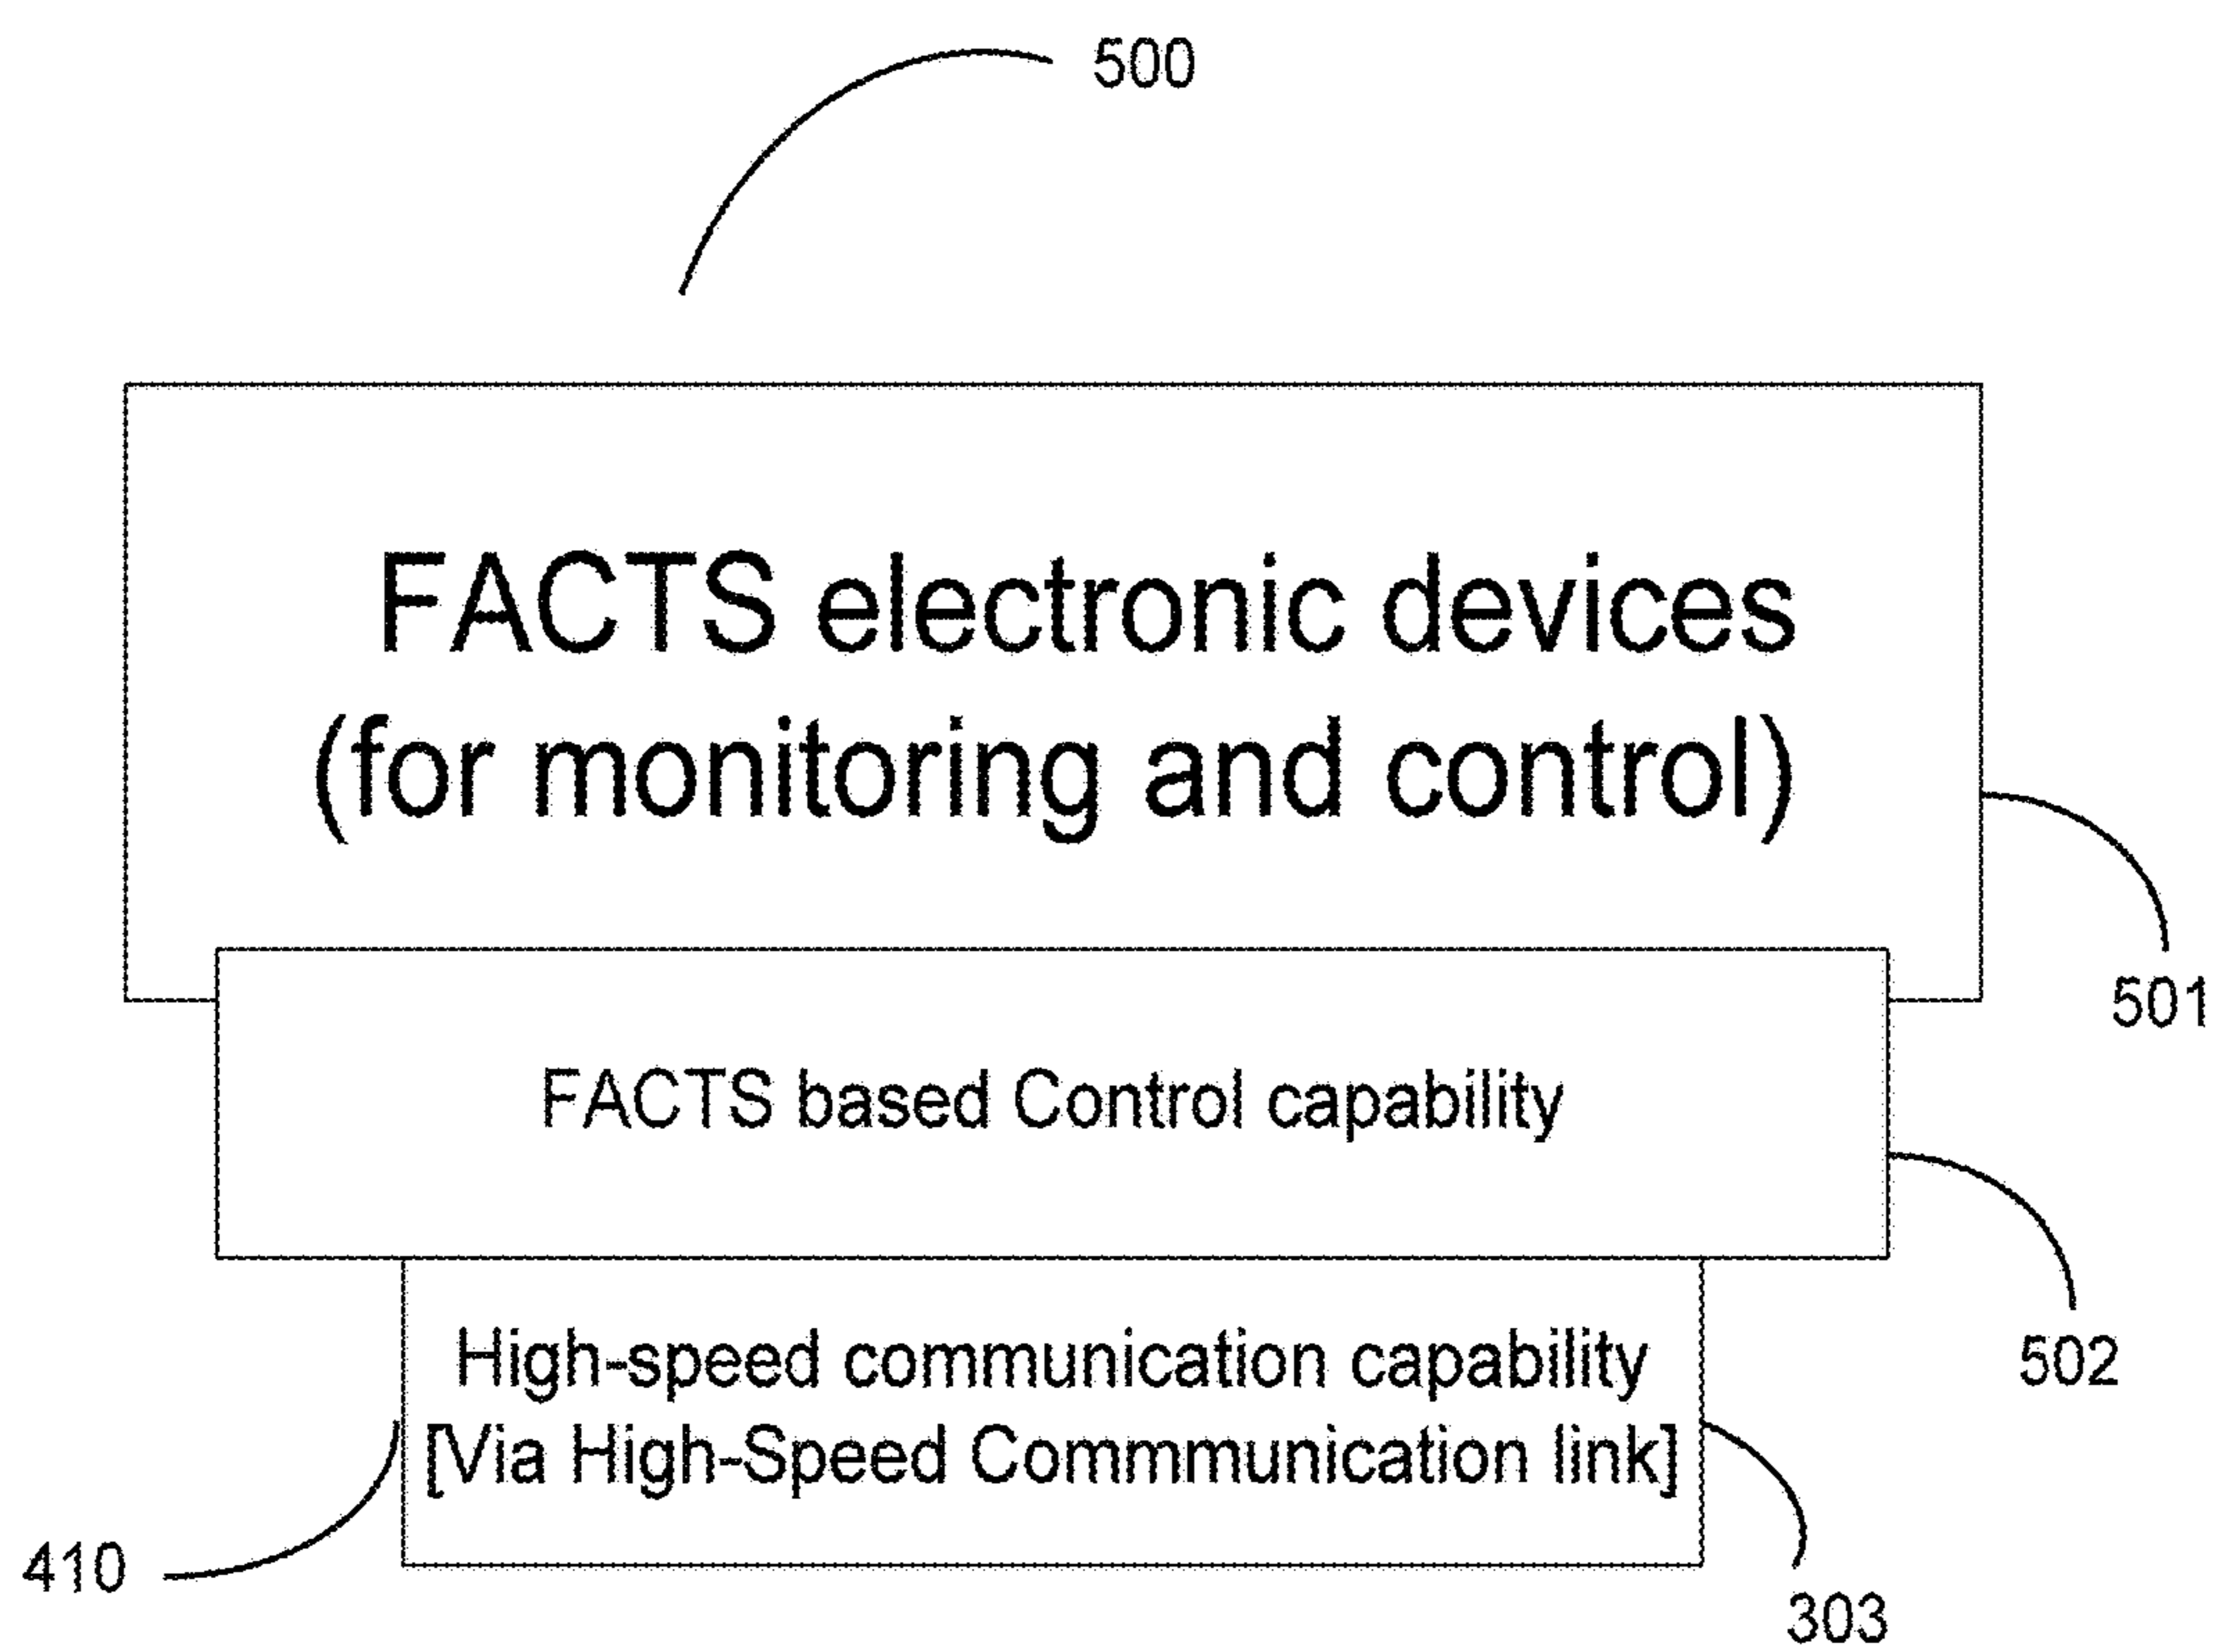 500
FACTS electronic devices
(for monitoring and control)
501
FACTS based Control capability
502
High-speed communication capability
[Via High-Speed Commmunication link]
410
303